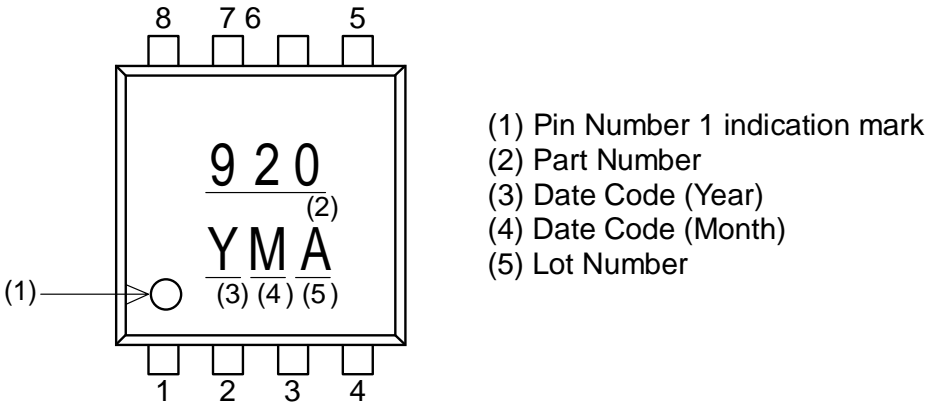 8 7 6 5
920
(2)
YMA
(3) (4) (5)
(1)
1 2 3 4
(1) Pin Number 1 indication mark
(2) Part Number
(3) Date Code (Year)
(4) Date Code (Month)
(5) Lot Number